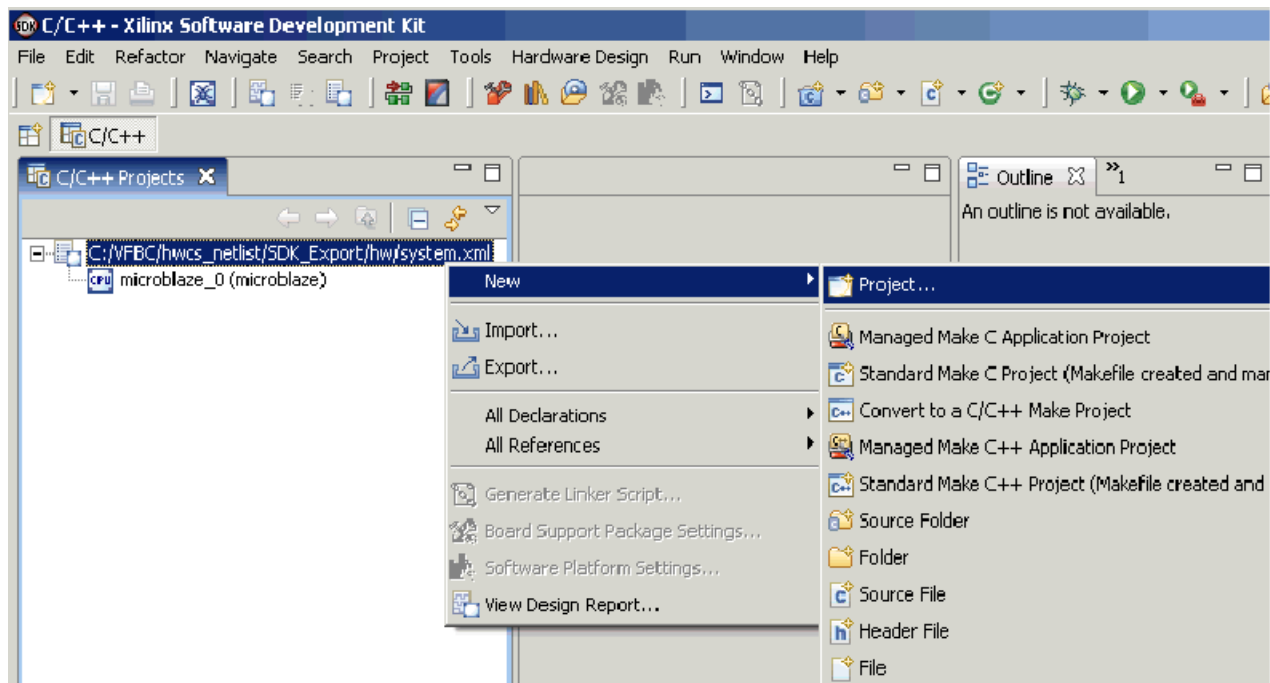 C/C++ - Xilinx Software Development Kit
File Edit Refactor Navigate Search Project Tools Hardware Design Run Window Help
C/C++
C/C++ Projects
Outline
1
An outline is not available.
C:/VFBC/hwcs_netlist/SDK_Export/hw/system.xml
microblaze_0 (microblaze)
New
Import...
Export...
All Declarations
All References
Generate Linker Script...
Board Support Package Settings...
Software Platform Settings...
View Design Report...
Project...
Managed Make C Application Project
Standard Make C Project (Makefile created and mar
Convert to a C/C++ Make Project
Managed Make C++ Application Project
Standard Make C++ Project (Makefile created and
Source Folder
Folder
Source File
Header File
File